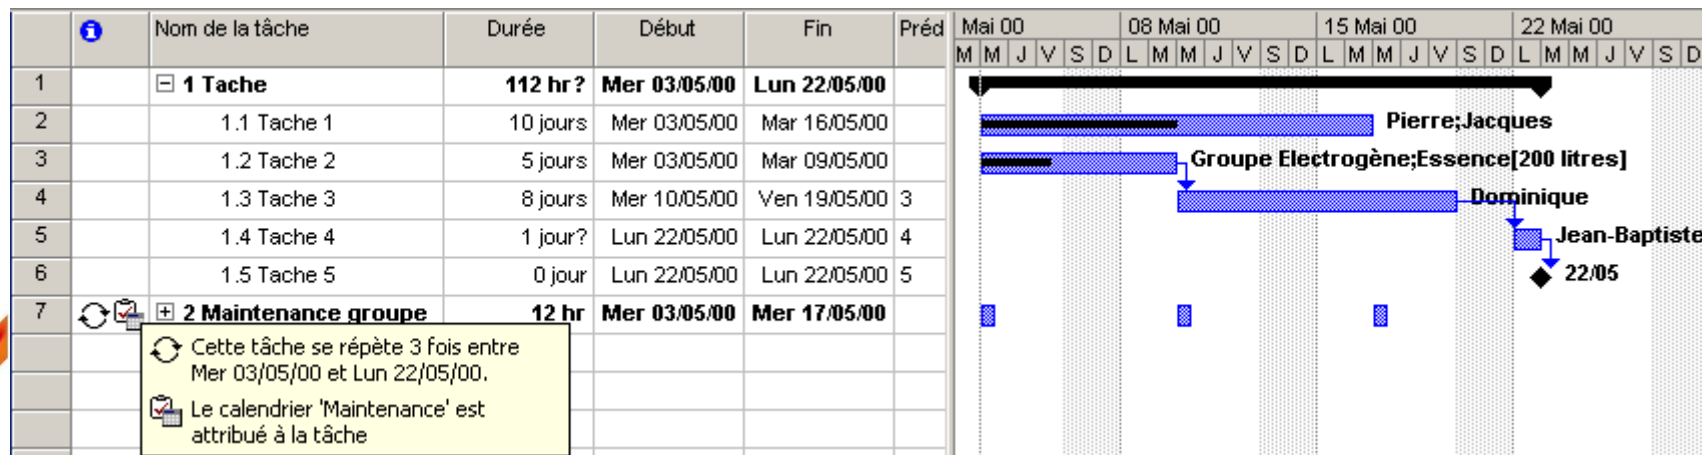 Nom de la tâche Durée Début Fin Préd Mai 00 08 Mai 00 15 Mai 00 22 Mai 00
M M J V S D L M M J V S D L M M J V S D L M M J V S D
1 1 Tache 112 hr? Mer 03/05/00 Lun 22/05/00
2 1.1 Tache 1 10 jours Mer 03/05/00 Mar 16/05/00 Pierre;Jacques
3 1.2 Tache 2 5 jours Mer 03/05/00 Mar 09/05/00 Groupe Electrogène;Essence[200 litres]
4 1.3 Tache 3 8 jours Mer 10/05/00 Ven 19/05/00 3 Dominique
5 1.4 Tache 4 1 jour? Lun 22/05/00 Lun 22/05/00 4 Jean-Baptiste
6 1.5 Tache 5 0 jour Lun 22/05/00 Lun 22/05/00 5 22/05
7 2 Maintenance groupe 12 hr Mer 03/05/00 Mer 17/05/00
Cette tâche se répète 3 fois entre
Mer 03/05/00 et Lun 22/05/00.
Le calendrier 'Maintenance' est
attribué à la tâche